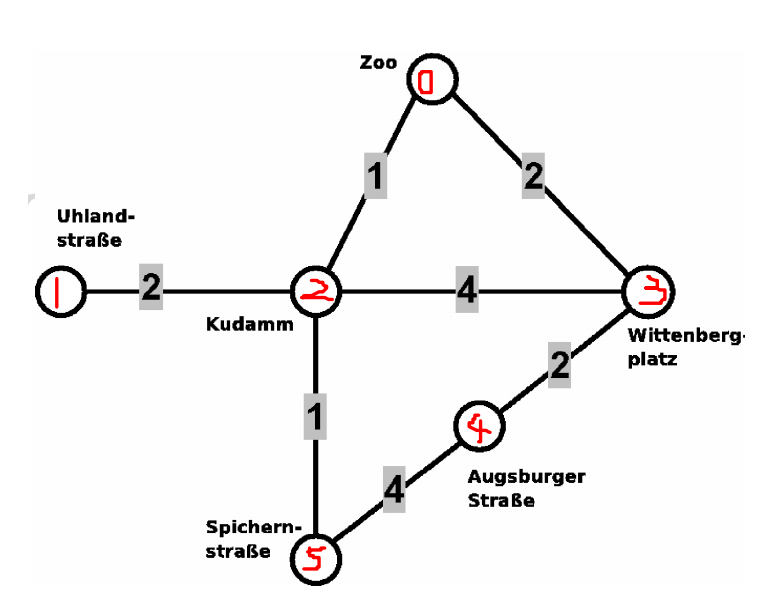 Zoo
0
1
2
Uhland-
straße
1
2
2
4
3
Kudamm
Wittenberg-
platz
2
1
4
Augsburger
Straße
4
Spichern-
straße
5